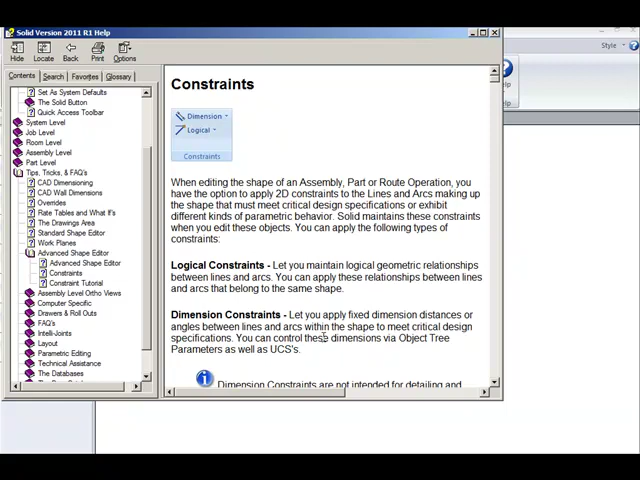 Solid Version 2011 R1 Help
Style
Hide Locate Back Print Options
Contents Search Favorites Glossary
Set As System Defaults
The Solid Button
Quick Access Toolbar
System Level
Job Level
Room Level
Assembly Level
Part Level
Tips, Tricks, & FAQ's
CAD Dimensioning
CAD Wall Dimensions
Overrides
Rate Tables and What If's
The Drawings Area
Standard Shape Editor
Work Planes
Advanced Shape Editor
Advanced Shape Editor
Constraints
Constraint Tutorial
Assembly Level Ortho Views
Computer Specific
Drawers & Roll Outs
FAQ's
Intelli-Joints
Layout
Parametric Editing
Technical Assistance
The Databases
Constraints
Dimension
Logical
Constraints
When editing the shape of an Assembly, Part or Route Operation, you
have the option to apply 2D constraints to the Lines and Arcs making up
the shape that must meet critical design specifications or exhibit
different kinds of parametric behavior. Solid maintains these constraints
when you edit these objects. You can apply the following types of
constraints:
Logical Constraints - Let you maintain logical geometric relationships
between lines and arcs. You can apply these relationships between lines
and arcs that belong to the same shape.
Dimension Constraints - Let you apply fixed dimension distances or
angles between lines and arcs within the shape to meet critical design
specifications. You can control these dimensions via Object Tree
Parameters as well as UCS's.
Dimension Constraints are not intended for detailing and